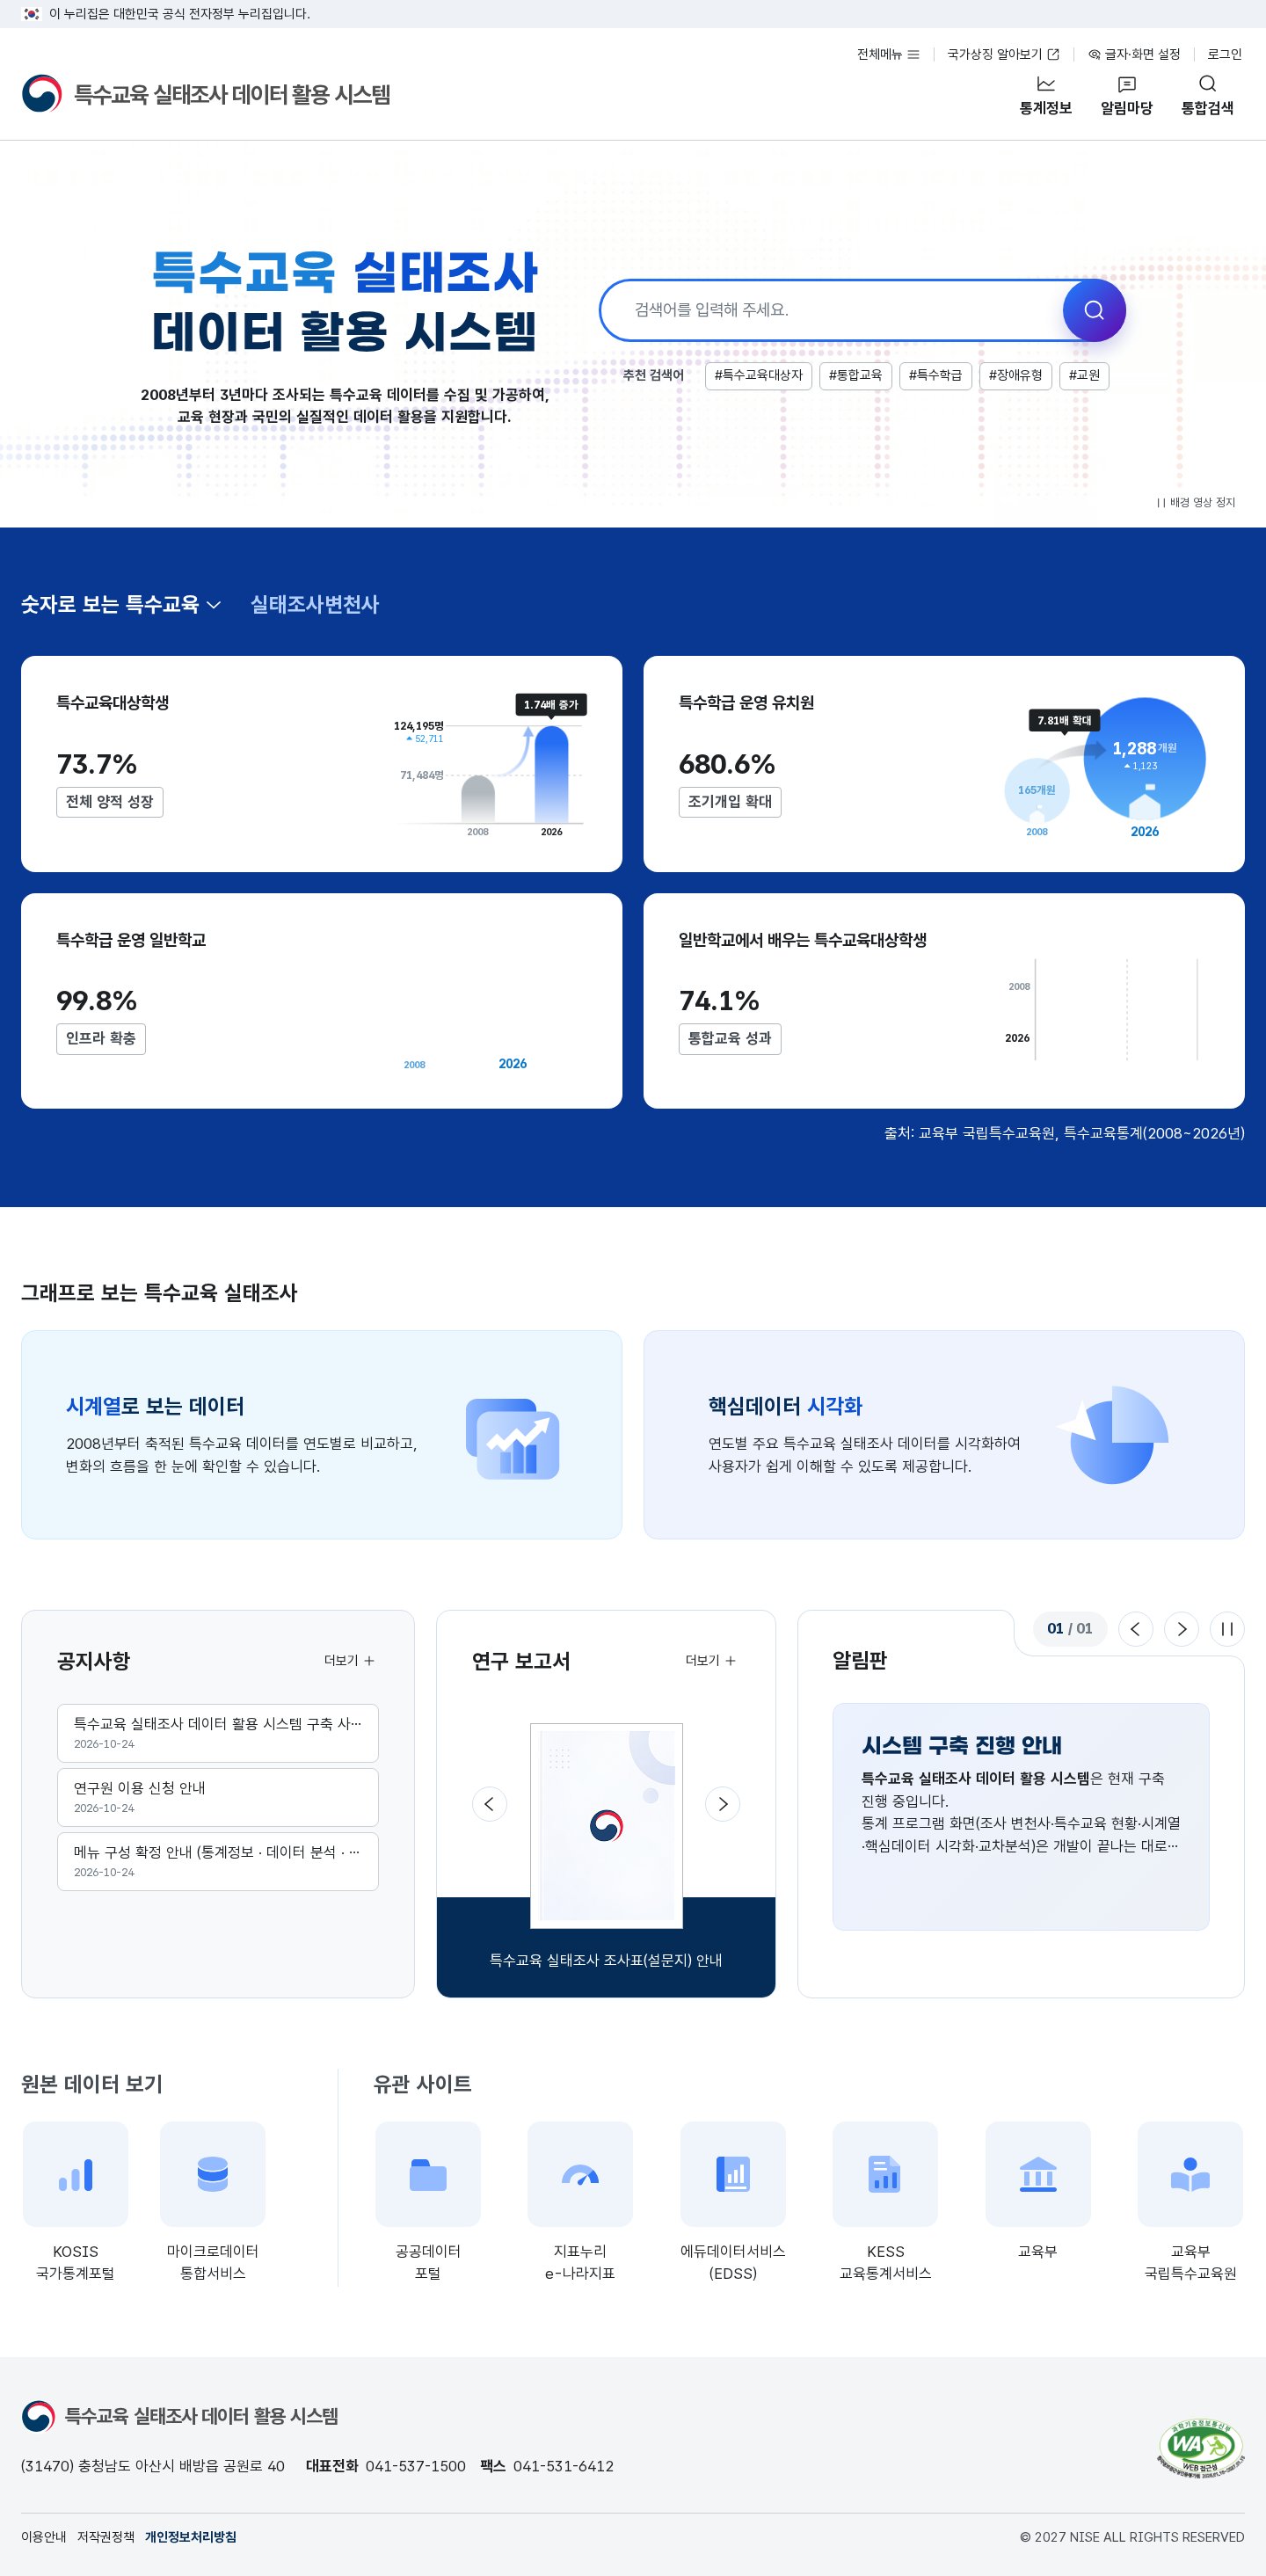 이 누리집은 대한민국 공식 전자정부 누리집입니다.
전체메뉴
국가상징 알아보기
글자·화면 설정
로그인
특수교육 실태조사 데이터 활용 시스템
통계정보
알림마당
통합검색
특수교육 실태조사
데이터 활용 시스템
2008년부터 3년마다 조사되는 특수교육 데이터를 수집 및 가공하여,
교육 현장과 국민의 실질적인 데이터 활용을 지원합니다.
검색어를 입력해 주세요.
추천 검색어
#특수교육대상자
#통합교육
#특수학급
#장애유형
#교원
배경 영상 정지
숫자로 보는 특수교육
실태조사변천사
특수교육대상학생
73.7%
전체 양적 성장
1.74배 증가
124,195명
52,711
71,484명
2008
2026
특수학급 운영 유치원
680.6%
조기개입 확대
7.81배 확대
1,288개원
1,123
165개원
2008
2026
특수학급 운영 일반학교
99.8%
인프라 확충
2008
2026
일반학교에서 배우는 특수교육대상학생
74.1%
통합교육 성과
2008
2026
출처: 교육부 국립특수교육원, 특수교육통계(2008~2026년)
그래프로 보는 특수교육 실태조사
시계열로 보는 데이터
2008년부터 축적된 특수교육 데이터를 연도별로 비교하고,
변화의 흐름을 한 눈에 확인할 수 있습니다.
핵심데이터 시각화
연도별 주요 특수교육 실태조사 데이터를 시각화하여
사용자가 쉽게 이해할 수 있도록 제공합니다.
공지사항
더보기
특수교육 실태조사 데이터 활용 시스템 구축 사…
2026-10-24
연구원 이용 신청 안내
2026-10-24
메뉴 구성 확정 안내 (통계정보 · 데이터 분석 · …
2026-10-24
연구 보고서
더보기
특수교육 실태조사 조사표(설문지) 안내
01 / 01
알림판
시스템 구축 진행 안내
특수교육 실태조사 데이터 활용 시스템은 현재 구축
진행 중입니다.
통계 프로그램 화면(조사 변천사·특수교육 현황·시계열
·핵심데이터 시각화·교차분석)은 개발이 끝나는 대로…
원본 데이터 보기
KOSIS
국가통계포털
마이크로데이터
통합서비스
유관 사이트
공공데이터
포털
지표누리
e-나라지표
에듀데이터서비스
(EDSS)
KESS
교육통계서비스
교육부
교육부
국립특수교육원
특수교육 실태조사 데이터 활용 시스템
(31470) 충청남도 아산시 배방읍 공원로 40 대표전화 041-537-1500 팩스 041-531-6412
과학기술정보통신부
WA
WEB 접근성
이용안내
저작권정책
개인정보처리방침
© 2027 NISE ALL RIGHTS RESERVED